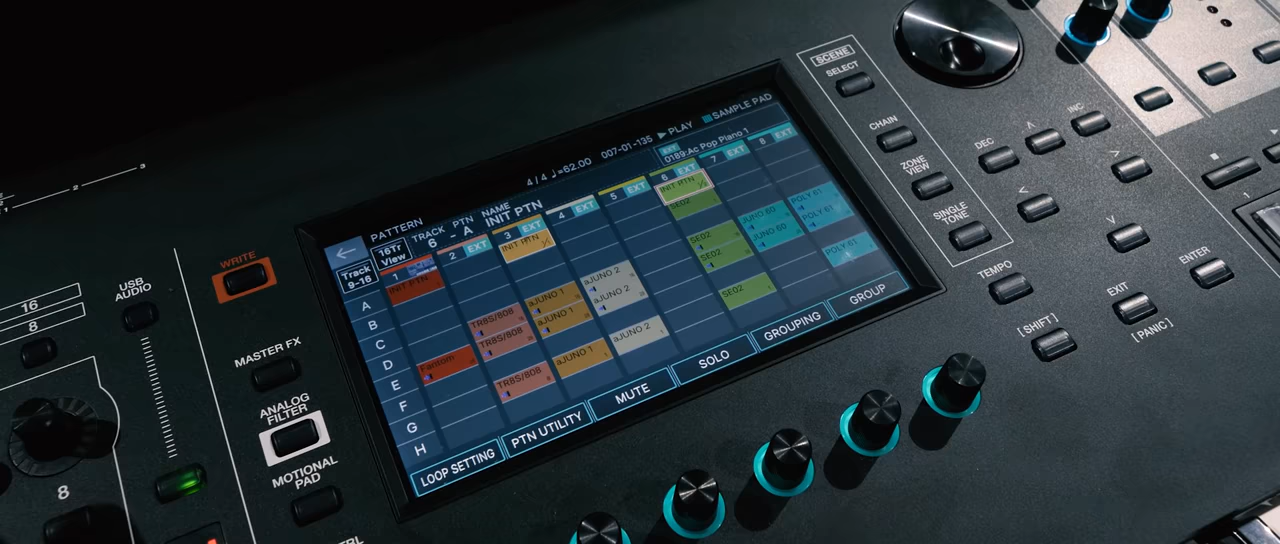 SCENE
SELECT
CHAIN
ZONE
VIEW
SINGLE
TONE
TEMPO
[SHIFT]
DEC
INC
EXIT
[PANIC]
ENTER
3
2
1
16
8
USB
AUDIO
8
WRITE
MASTER FX
ANALOG
FILTER
MOTIONAL
PAD
PATTERN
4/4 ♩=62.00 007-01-135 ▶PLAY SAMPLE PAD
16Tr
View
TRACK
6
PTN
- A
NAME
INIT PTN
EXT
0189:Ac Pop Piano 1
Track
9-16
1
2 EXT
3 EXT
4 EXT
5 EXT
6 EXT
7 EXT
8 EXT
A
B
C
D
E
F
G
H
INIT PTN
INIT PTN
INIT PTN
SE02
TR8S/808
aJUNO 1
aJUNO 2
SE02
JUNO 60
POLY 61
TR8S/808
aJUNO 1
aJUNO 2
SE02
JUNO 60
POLY 61
Fantom
TR8S/808
aJUNO 1
aJUNO 2
SE02
POLY 61
LOOP SETTING
PTN UTILITY
MUTE
SOLO
GROUPING
GROUP